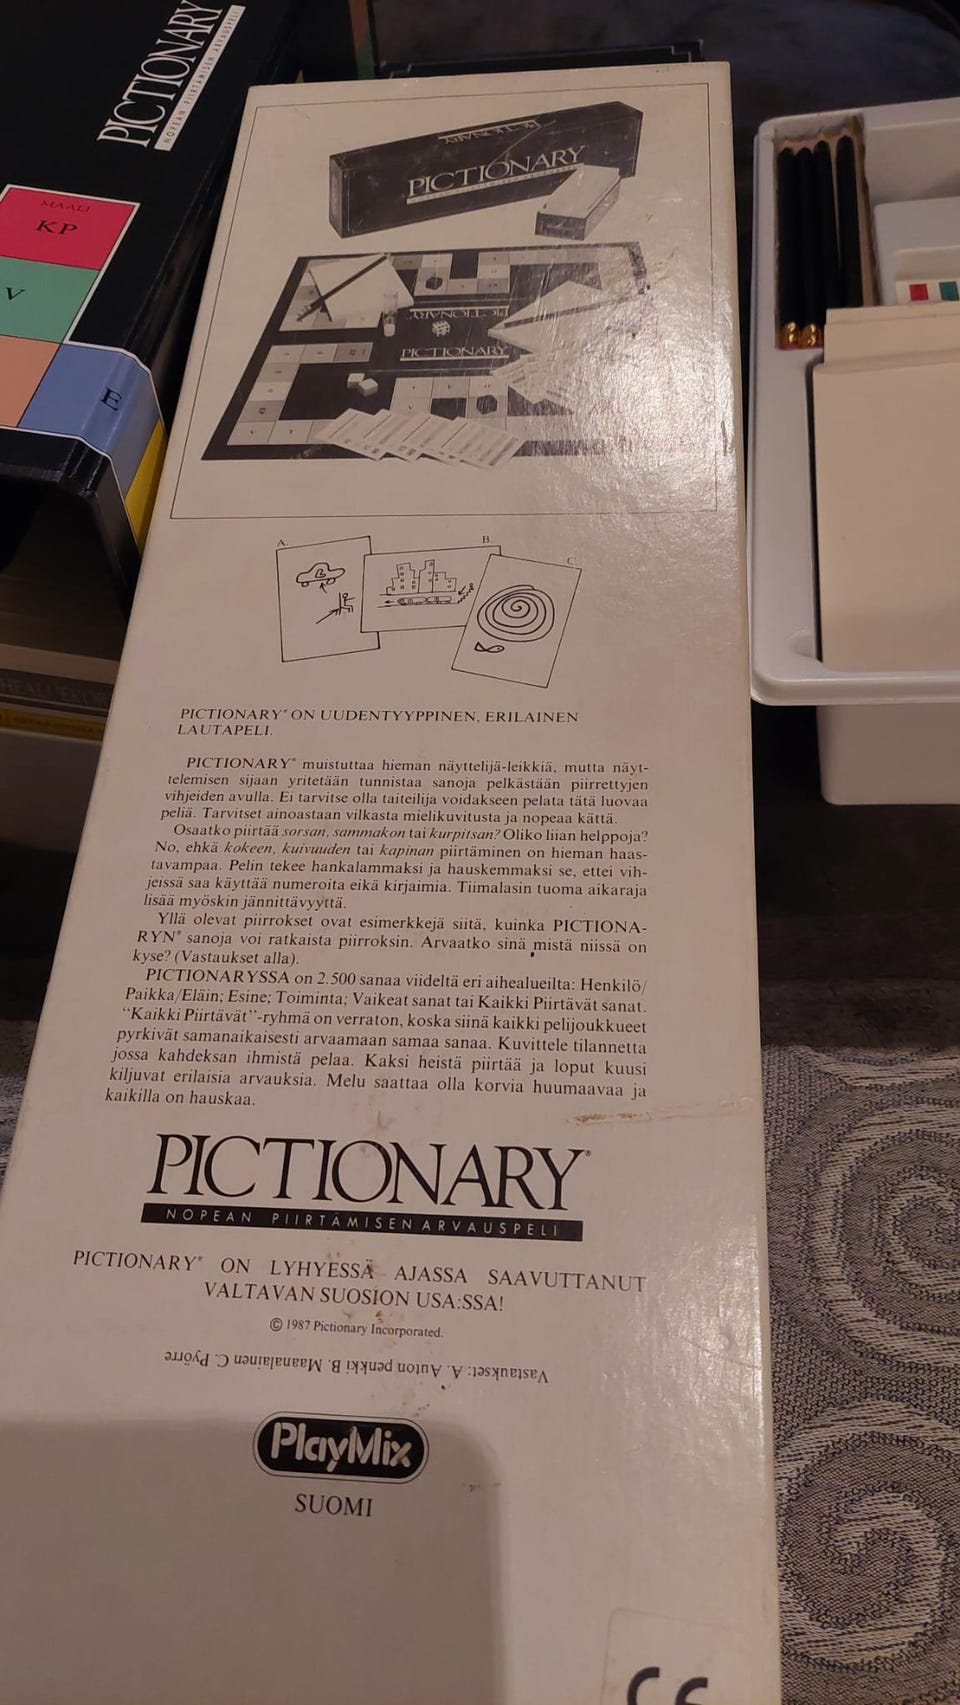 PICTIONARY
NOPEAN PIIRTÄMISEN ARVAUSPELI
MAALI
KP
V
E
PICTIONARY
PICTIONARY
PICTIONARY
PICTIONARY
A.
B.
C.
PICTIONARY® ON UUDENTYYPPINEN, ERILAINEN
LAUTAPELI.
PICTIONARY® muistuttaa hieman näyttelijä-leikkiä, mutta näyt-
telemisen sijaan yritetään tunnistaa sanoja pelkästään piirrettyjen
vihjeiden avulla. Ei tarvitse olla taiteilija voidakseen pelata tätä luovaa
peliä. Tarvitset ainoastaan vilkasta mielikuvitusta ja nopeaa kättä.
Osaatko piirtää sorsan, sammakon tai kurpitsan? Oliko liian helppoja?
No, ehkä kokeen, kuivuuden tai kapinan piirtäminen on hieman haas-
tavampaa. Pelin tekee hankalammaksi ja hauskemmaksi se, ettei vih-
jeissä saa käyttää numeroita eikä kirjaimia. Tiimalasin tuoma aikaraja
lisää myöskin jännittävyyttä.
Yllä olevat piirrokset ovat esimerkkejä siitä, kuinka PICTIONA-
RYN® sanoja voi ratkaista piirroksin. Arvaatko sinä mistä niissä on
kyse? (Vastaukset alla).
PICTIONARYSSA on 2.500 sanaa viideltä eri aihealueilta: Henkilö/
Paikka/Eläin; Esine; Toiminta; Vaikeat sanat tai Kaikki Piirtävät sanat.
“Kaikki Piirtävät”-ryhmä on verraton, koska siinä kaikki pelijoukkueet
pyrkivät samanaikaisesti arvaamaan samaa sanaa. Kuvittele tilannetta
jossa kahdeksan ihmistä pelaa. Kaksi heistä piirtää ja loput kuusi
kiljuvat erilaisia arvauksia. Melu saattaa olla korvia huumaavaa ja
kaikilla on hauskaa.
PICTIONARY®
NOPEAN PIIRTÄMISEN ARVAUSPELI
PICTIONARY® ON LYHYESSÄ AJASSA SAAVUTTANUT
VALTAVAN SUOSION USA:SSA!
© 1987 Pictionary Incorporated.
Vastaukset: A. Auton penkki B. Maanalainen C. Pyörre
PlayMix
SUOMI
CE